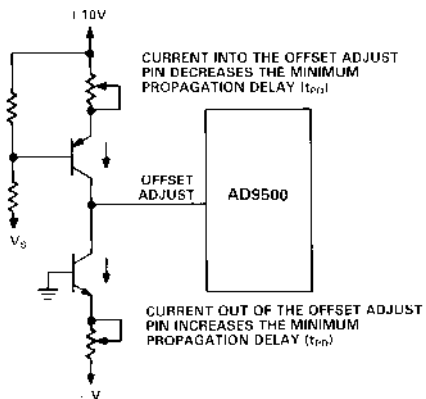 +10V
CURRENT INTO THE OFFSET ADJUST
PIN DECREASES THE MINIMUM
PROPAGATION DELAY (tPD)
OFFSET
ADJUST
AD9500
VS
CURRENT OUT OF THE OFFSET ADJUST
PIN INCREASES THE MINIMUM
PROPAGATION DELAY (tPD)